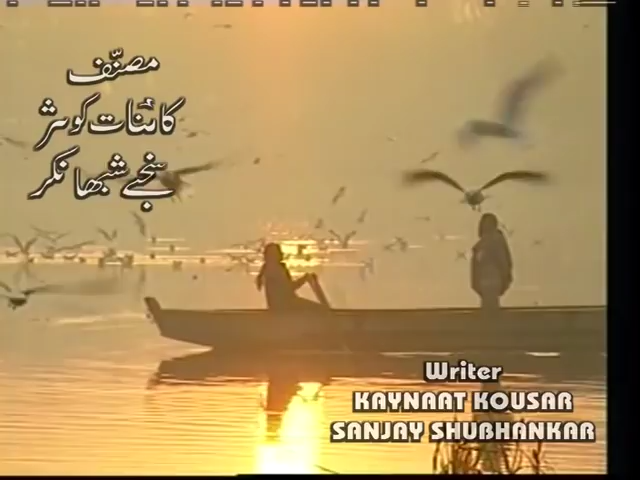 مصنّف
کائنات کوثر
سنجے شبھانکر
Writer
KAYNAAT KOUSAR
SANJAY SHUBHANKAR